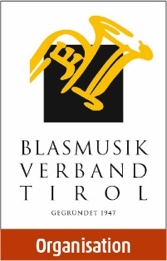 BLASMUSIK
VERBAND
TIROL
GEGRÜNDET 1947
Organisation